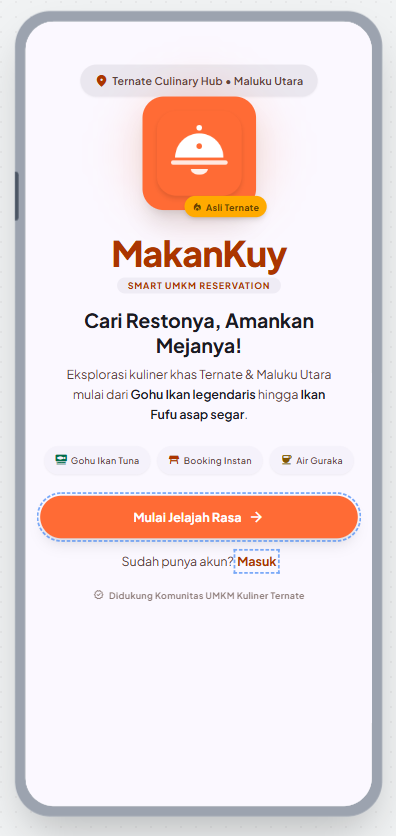 Ternate Culinary Hub • Maluku Utara
Asli Ternate
MakanKuy
SMART UMKM RESERVATION
Cari Restonya, Amankan
Mejanya!
Eksplorasi kuliner khas Ternate & Maluku Utara
mulai dari Gohu Ikan legendaris hingga Ikan
Fufu asap segar.
Gohu Ikan Tuna
Booking Instan
Air Guraka
Mulai Jelajah Rasa →
Sudah punya akun? Masuk
Didukung Komunitas UMKM Kuliner Ternate